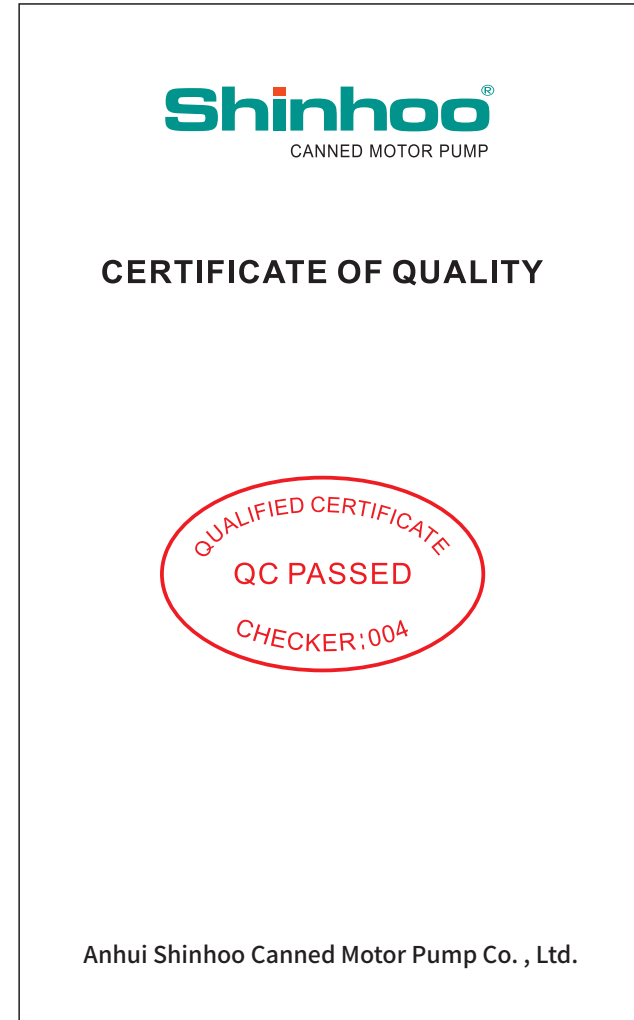 Shinhoo®
CANNED MOTOR PUMP
CERTIFICATE OF QUALITY
QUALIFIED CERTIFICATE
QC PASSED
CHECKER:004
Anhui Shinhoo Canned Motor Pump Co. , Ltd.